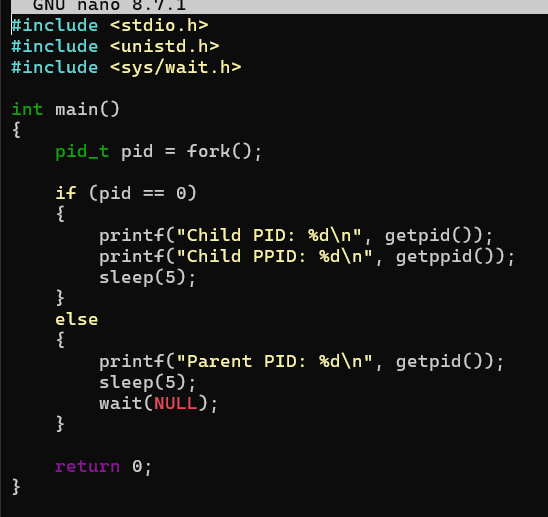 GNU nano 8.7.1
#include <stdio.h>
#include <unistd.h>
#include <sys/wait.h>
int main()
{
    pid_t pid = fork();
    if (pid == 0)
    {
        printf("Child PID: %d\n", getpid());
        printf("Child PPID: %d\n", getppid());
        sleep(5);
    }
    else
    {
        printf("Parent PID: %d\n", getpid());
        sleep(5);
        wait(NULL);
    }
    return 0;
}